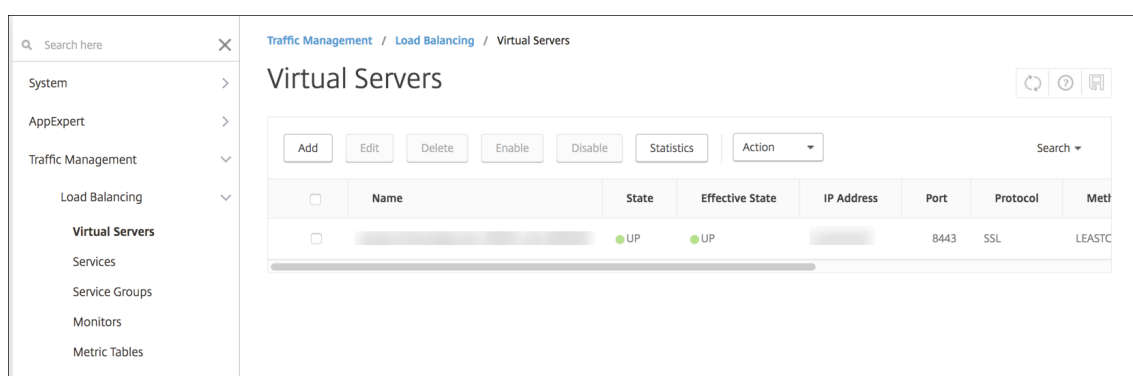 Search here
System
AppExpert
Traffic Management
Load Balancing
Virtual Servers
Services
Service Groups
Monitors
Metric Tables
Traffic Management / Load Balancing / Virtual Servers
Virtual Servers
Add Edit Delete Enable Disable Statistics Action Search
Name State Effective State IP Address Port Protocol Meth
UP UP 8443 SSL LEASTC